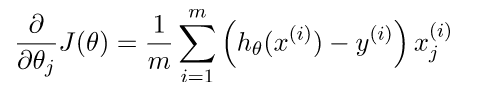 ∂/∂θ_j J(θ) = 1/m ∑_{i=1}^{m} (h_θ(x^{(i)}) − y^{(i)}) x_j^{(i)}